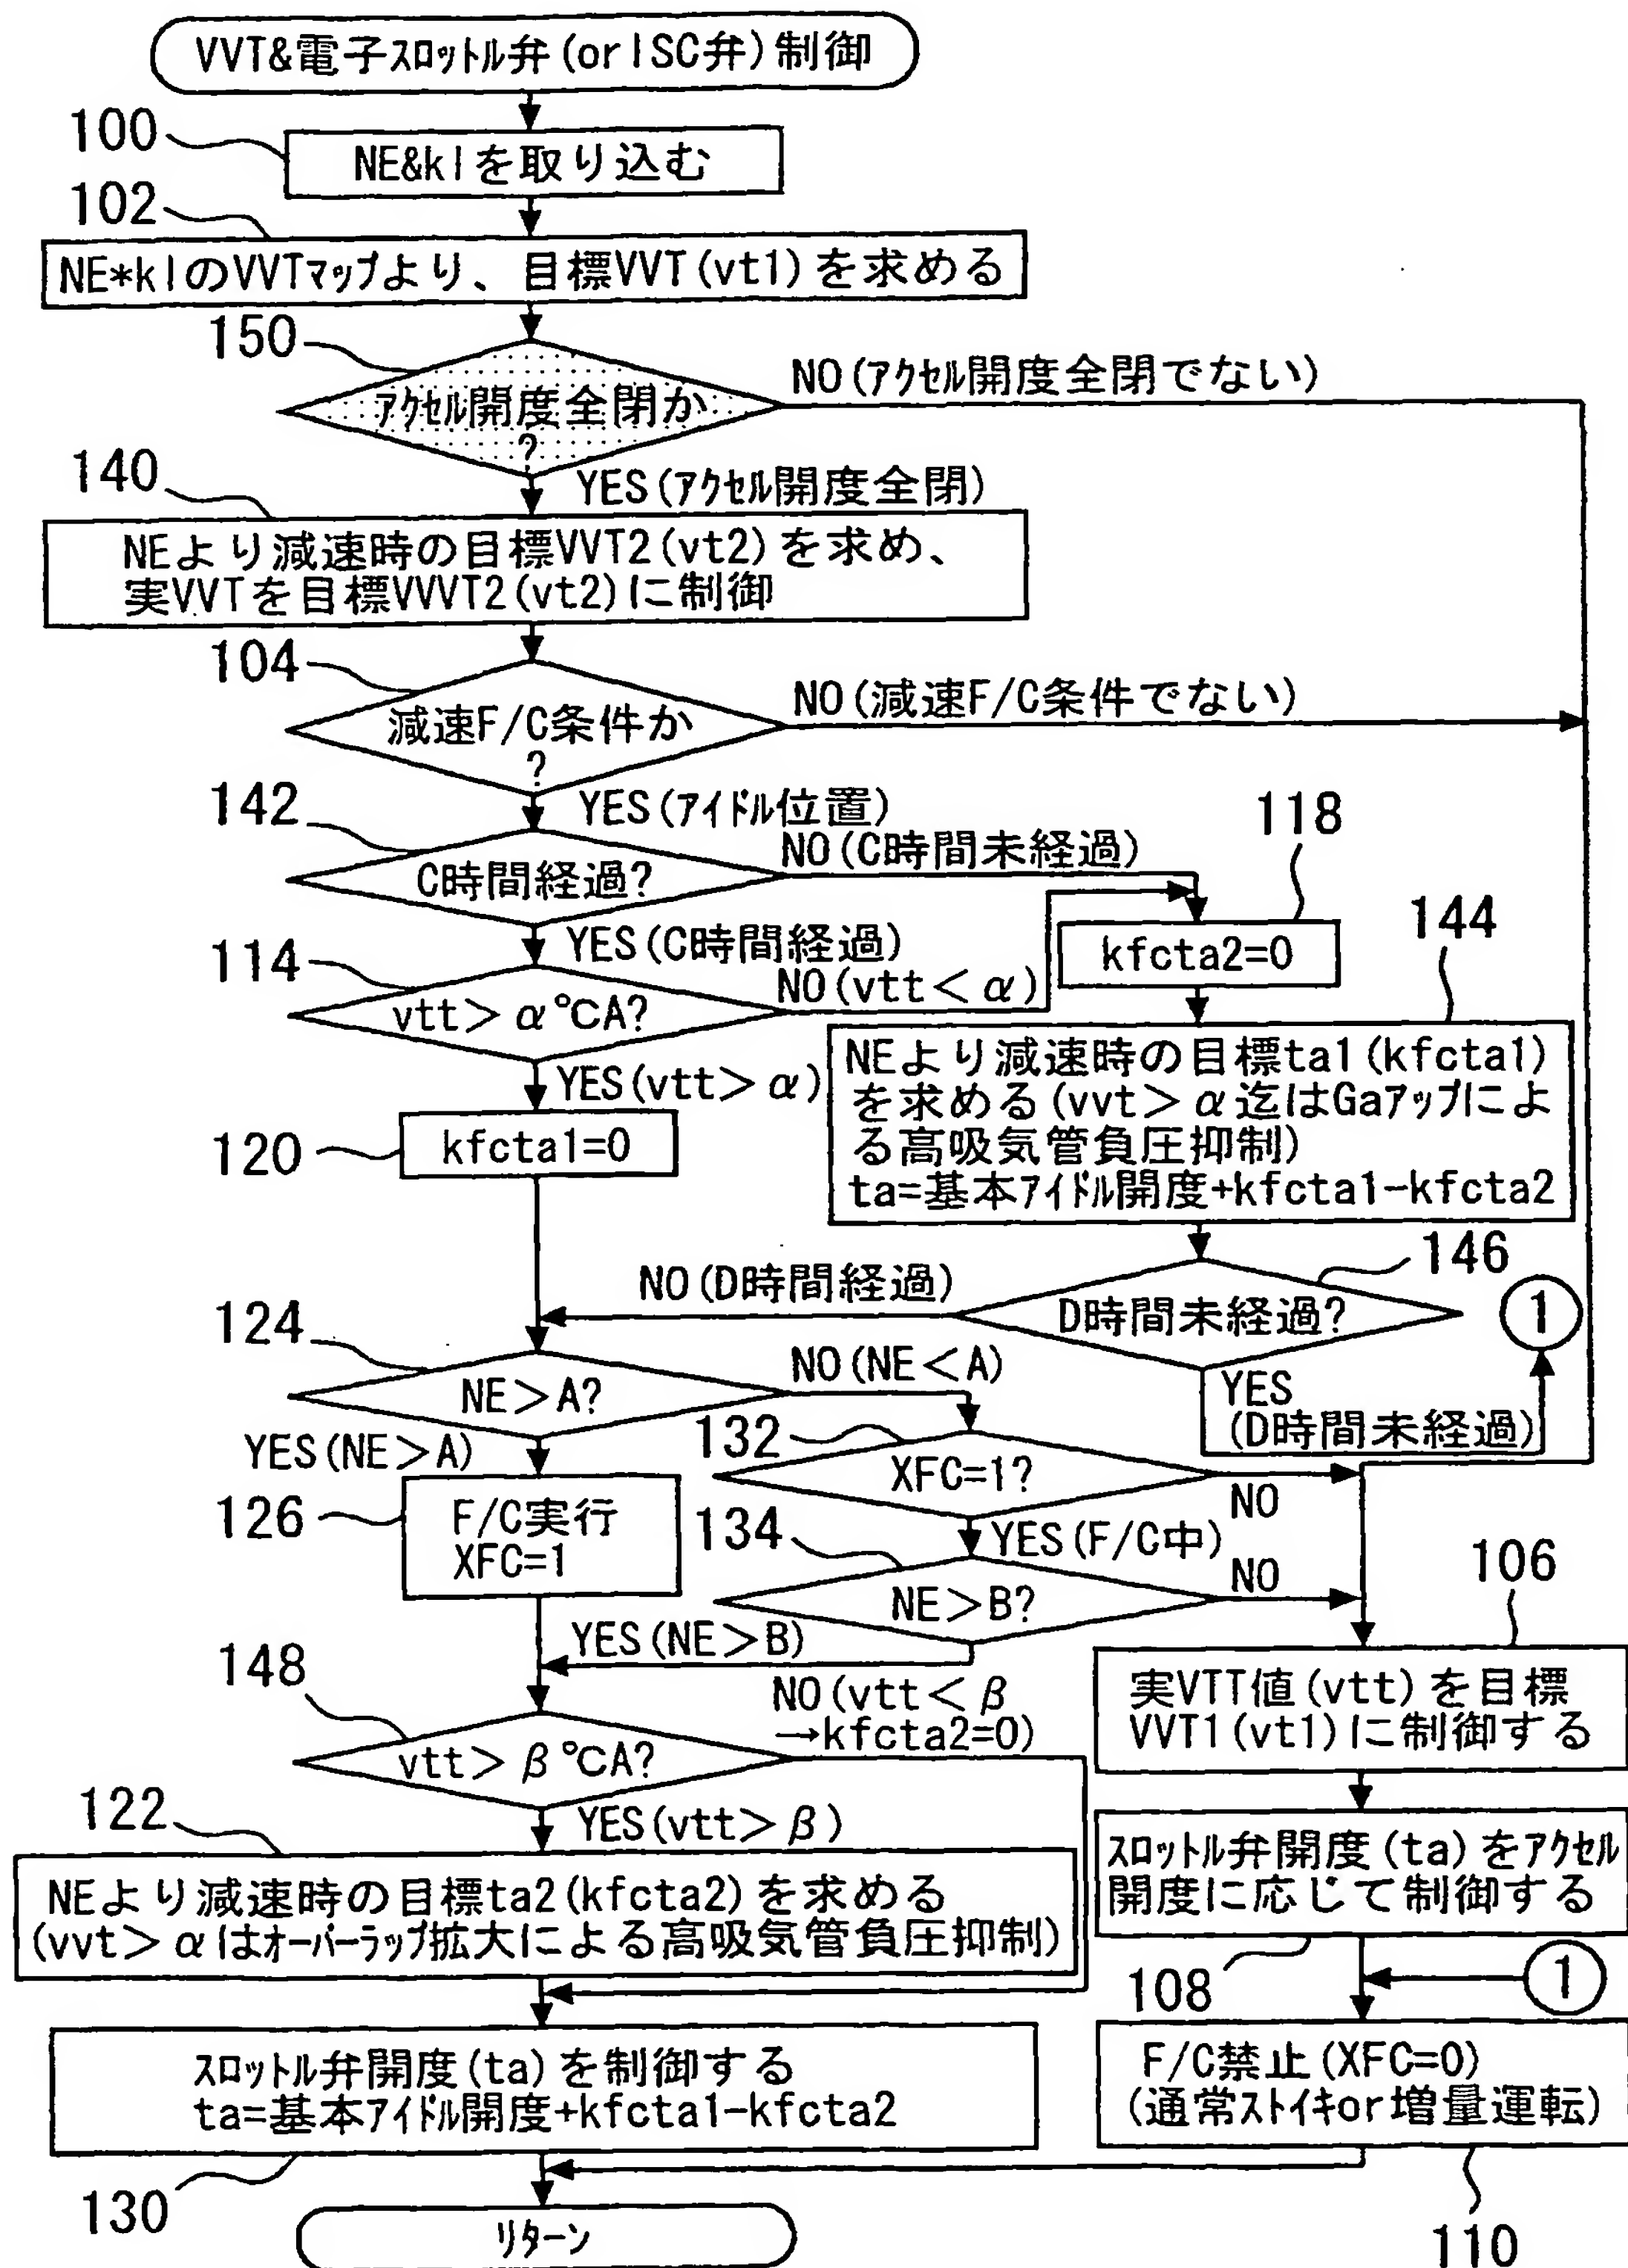 VVT&電子スロットル弁(orISC弁)制御
100
NE&klを取り込む
102
NE*klのVVTマップより、目標VVT(vt1)を求める
150
アクセル開度全閉か
?
NO(アクセル開度全閉でない)
YES(アクセル開度全閉)
140
NEより減速時の目標VVT2(vt2)を求め、
実VVTを目標VVVT2(vt2)に制御
104
減速F/C条件か
?
NO(減速F/C条件でない)
YES(アイドル位置)
142
C時間経過?
NO(C時間未経過)
118
kfcta2=0
YES(C時間経過)
114
vtt>α℃A?
NO(vtt<α)
144
NEより減速時の目標ta1(kfcta1)
を求める(vvt>α迄はGaアップによ
る高吸気管負圧抑制)
ta=基本アイドル開度+kfcta1-kfcta2
YES(vtt>α)
120
kfcta1=0
146
D時間未経過?
NO(D時間経過)
1
YES
(D時間未経過)
124
NE>A?
NO(NE<A)
YES(NE>A)
132
XFC=1?
NO
126
F/C実行
XFC=1
YES(F/C中)
134
NE>B?
NO
YES(NE>B)
106
実VTT値(vtt)を目標
VVT1(vt1)に制御する
148
vtt>β℃A?
NO(vtt<β
→kfcta2=0)
YES(vtt>β)
122
NEより減速時の目標ta2(kfcta2)を求める
(vvt>αはオーバーラップ拡大による高吸気管負圧抑制)
スロットル弁開度(ta)をアクセル
開度に応じて制御する
108
1
スロットル弁開度(ta)を制御する
ta=基本アイドル開度+kfcta1-kfcta2
130
F/C禁止(XFC=0)
(通常ストイキor増量運転)
110
リターン